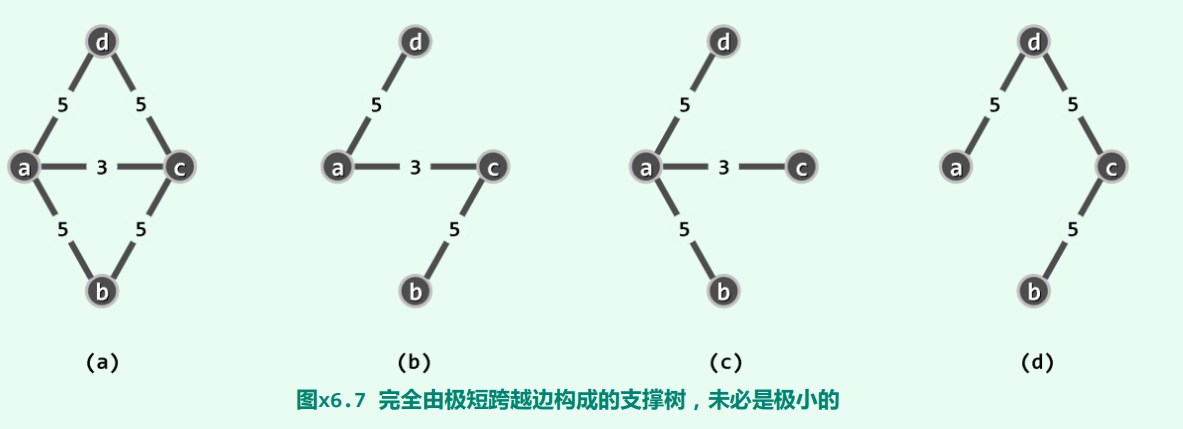 d d d d
5 5 5 5 5 5
a 3 c a 3 c a 3 c a c
5 5 5 5 5
b b b b
(a) (b) (c) (d)
图x6.7 完全由极短跨越边构成的支撑树，未必是极小的